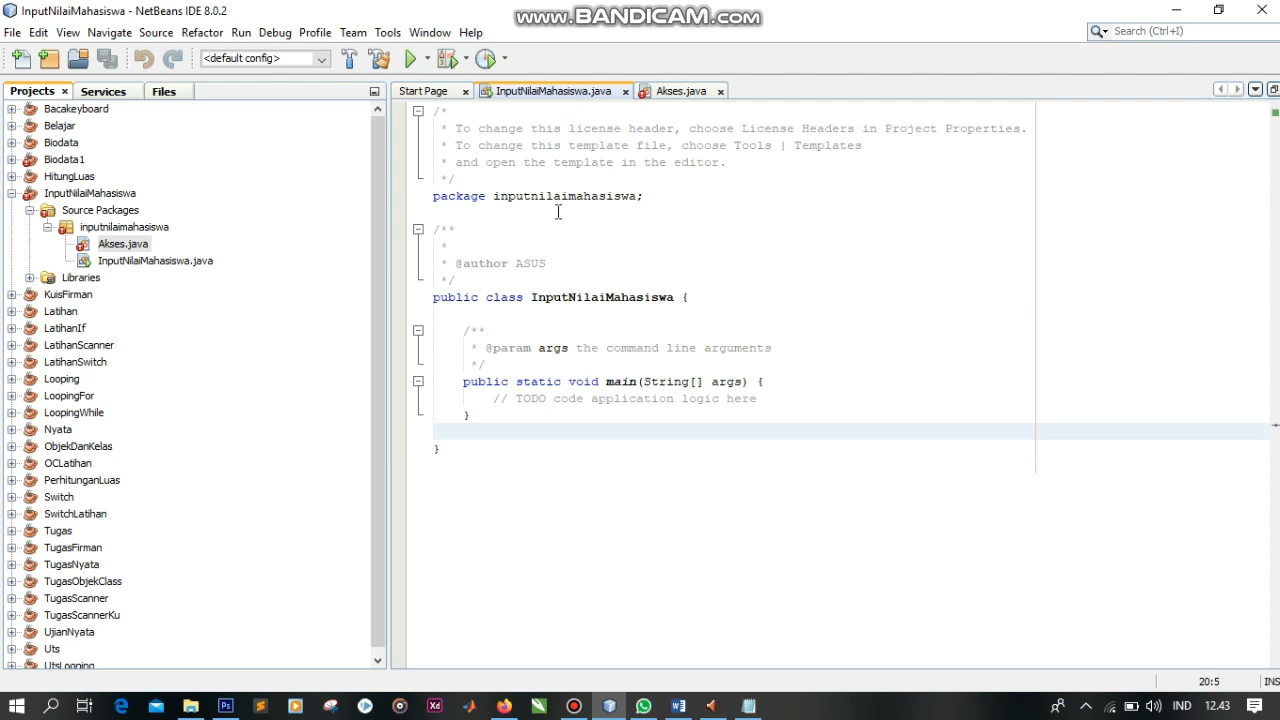 InputNilaiMahasiswa - NetBeans IDE 8.0.2
www.BANDICAM.com
File Edit View Navigate Source Refactor Run Debug Profile Team Tools Window Help
Search (Ctrl+I)
<default config>
Projects Services Files
Start Page InputNilaiMahasiswa.java Akses.java
Bacakeyboard
Belajar
Biodata
Biodata1
HitungLuas
InputNilaiMahasiswa
Source Packages
inputnilaimahasiswa
Akses.java
InputNilaiMahasiswa.java
Libraries
KuisFirman
Latihan
LatihanIf
LatihanScanner
LatihanSwitch
Looping
LoopingFor
LoopingWhile
Nyata
ObjekDanKelas
OCLatihan
PerhitunganLuas
Switch
SwitchLatihan
Tugas
TugasFirman
TugasNyata
TugasObjekClass
TugasScanner
TugasScannerKu
UjianNyata
Uts
UtsLooping
/*
* To change this license header, choose License Headers in Project Properties.
* To change this template file, choose Tools | Templates
* and open the template in the editor.
*/
package inputnilaimahasiswa;
/**
*
* @author ASUS
*/
public class InputNilaiMahasiswa {
/**
* @param args the command line arguments
*/
public static void main(String[] args) {
// TODO code application logic here
}
}
20:5 INS
IND 12.43